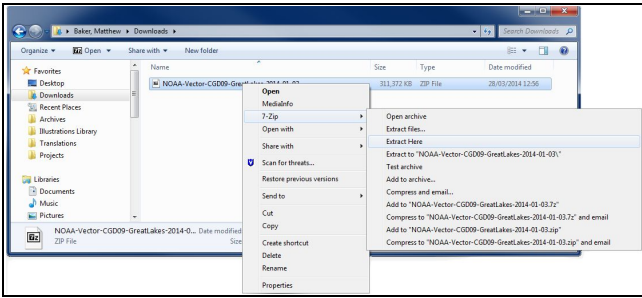 Baker, Matthew ▸ Downloads ▸
Search Downloads
Organize Open Share with New folder
Name Size Type Date modified
Favorites
Desktop
Downloads
Recent Places
Archives
Illustrations Library
Translations
Projects
Libraries
Documents
Music
Pictures
NOAA-Vector-CGD09-GreatLakes-2014-01-03 311,372 KB ZIP File 28/03/2014 12:56
Open
MediaInfo
7-Zip
Open with
Share with
Scan for threats...
Restore previous versions
Send to
Cut
Copy
Create shortcut
Delete
Rename
Properties
Open archive
Extract files...
Extract Here
Extract to "NOAA-Vector-CGD09-GreatLakes-2014-01-03\"
Test archive
Add to archive...
Compress and email...
Add to "NOAA-Vector-CGD09-GreatLakes-2014-01-03.7z"
Compress to "NOAA-Vector-CGD09-GreatLakes-2014-01-03.7z" and email
Add to "NOAA-Vector-CGD09-GreatLakes-2014-01-03.zip"
Compress to "NOAA-Vector-CGD09-GreatLakes-2014-01-03.zip" and email
NOAA-Vector-CGD09-GreatLakes-2014-0... Date modified
ZIP File Size